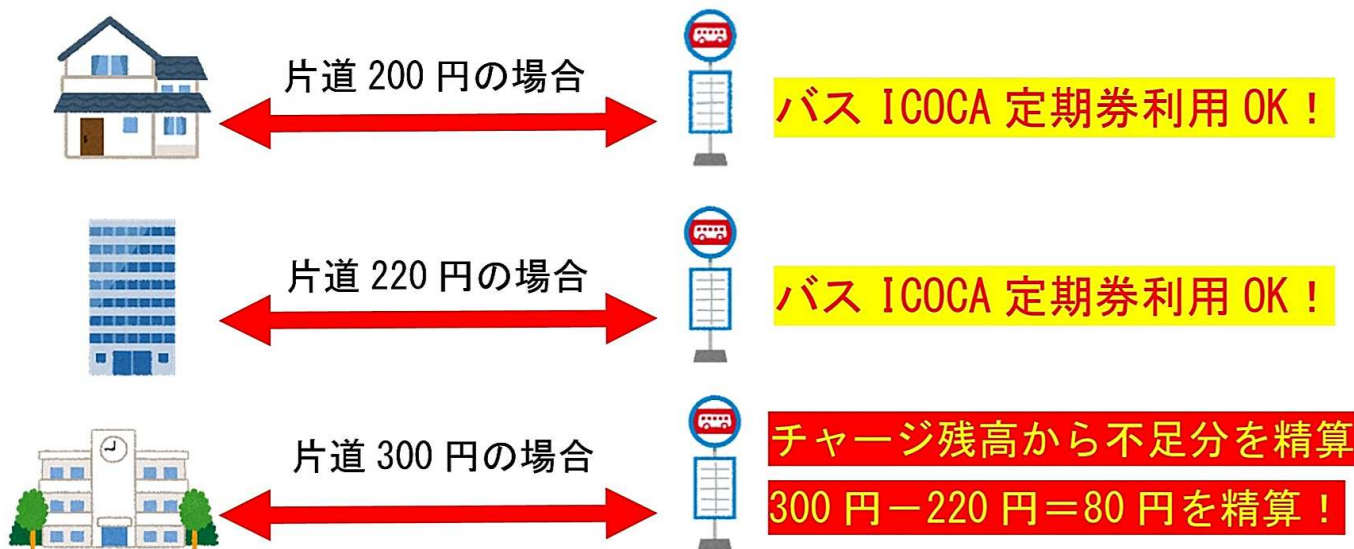 片道 200 円の場合
バス ICOCA 定期券利用 OK！
片道 220 円の場合
バス ICOCA 定期券利用 OK！
片道 300 円の場合
チャージ残高から不足分を精算
300 円－220 円＝80 円を精算！